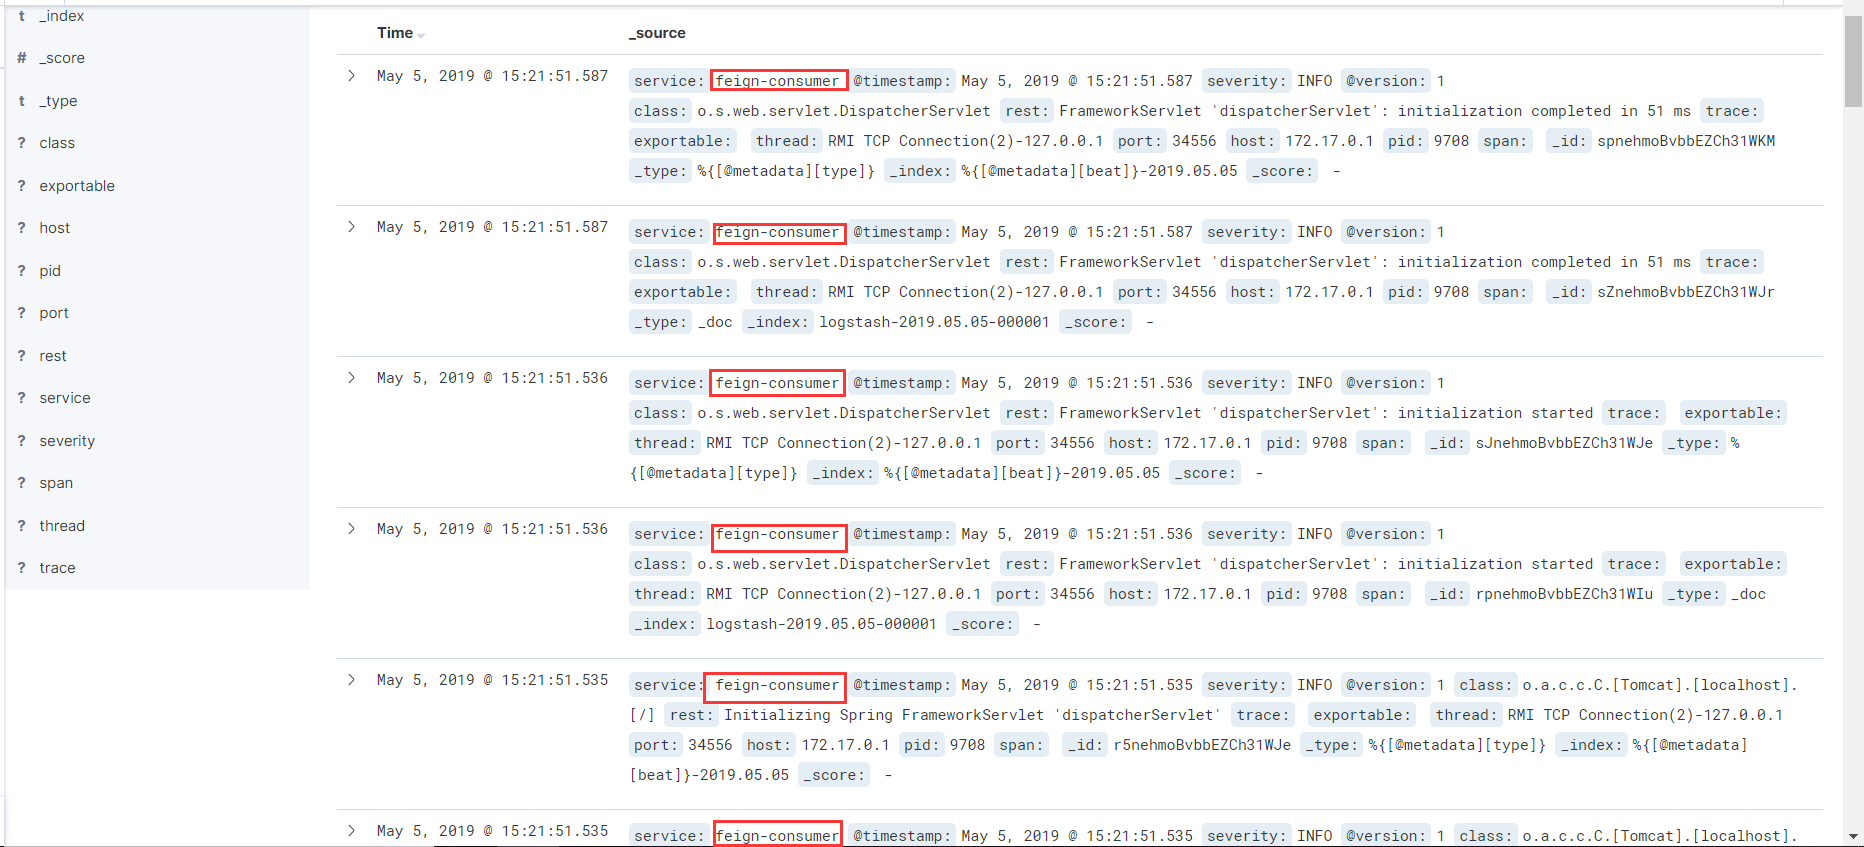 t _index
# _score
t _type
? class
? exportable
? host
? pid
? port
? rest
? service
? severity
? span
? thread
? trace
Time _source
May 5, 2019 @ 15:21:51.587 service: feign-consumer @timestamp: May 5, 2019 @ 15:21:51.587 severity: INFO @version: 1
class: o.s.web.servlet.DispatcherServlet rest: FrameworkServlet 'dispatcherServlet': initialization completed in 51 ms trace:
exportable: thread: RMI TCP Connection(2)-127.0.0.1 port: 34556 host: 172.17.0.1 pid: 9708 span: _id: spnehmoBvbbEZCh31WKM
_type: %{[@metadata][type]} _index: %{[@metadata][beat]}-2019.05.05 _score: -
May 5, 2019 @ 15:21:51.587 service: feign-consumer @timestamp: May 5, 2019 @ 15:21:51.587 severity: INFO @version: 1
class: o.s.web.servlet.DispatcherServlet rest: FrameworkServlet 'dispatcherServlet': initialization completed in 51 ms trace:
exportable: thread: RMI TCP Connection(2)-127.0.0.1 port: 34556 host: 172.17.0.1 pid: 9708 span: _id: sZnehmoBvbbEZCh31WJr
_type: _doc _index: logstash-2019.05.05-000001 _score: -
May 5, 2019 @ 15:21:51.536 service: feign-consumer @timestamp: May 5, 2019 @ 15:21:51.536 severity: INFO @version: 1
class: o.s.web.servlet.DispatcherServlet rest: FrameworkServlet 'dispatcherServlet': initialization started trace: exportable:
thread: RMI TCP Connection(2)-127.0.0.1 port: 34556 host: 172.17.0.1 pid: 9708 span: _id: sJnehmoBvbbEZCh31WJe _type: %
{[@metadata][type]} _index: %{[@metadata][beat]}-2019.05.05 _score: -
May 5, 2019 @ 15:21:51.536 service: feign-consumer @timestamp: May 5, 2019 @ 15:21:51.536 severity: INFO @version: 1
class: o.s.web.servlet.DispatcherServlet rest: FrameworkServlet 'dispatcherServlet': initialization started trace: exportable:
thread: RMI TCP Connection(2)-127.0.0.1 port: 34556 host: 172.17.0.1 pid: 9708 span: _id: rpnehmoBvbbEZCh31WIu _type: _doc
_index: logstash-2019.05.05-000001 _score: -
May 5, 2019 @ 15:21:51.535 service: feign-consumer @timestamp: May 5, 2019 @ 15:21:51.535 severity: INFO @version: 1 class: o.a.c.c.C.[Tomcat].[localhost].
[/] rest: Initializing Spring FrameworkServlet 'dispatcherServlet' trace: exportable: thread: RMI TCP Connection(2)-127.0.0.1
port: 34556 host: 172.17.0.1 pid: 9708 span: _id: r5nehmoBvbbEZCh31WJe _type: %{[@metadata][type]} _index: %{[@metadata]
[beat]}-2019.05.05 _score: -
May 5, 2019 @ 15:21:51.535 service: feign-consumer @timestamp: May 5, 2019 @ 15:21:51.535 severity: INFO @version: 1 class: o.a.c.c.C.[Tomcat].[localhost].